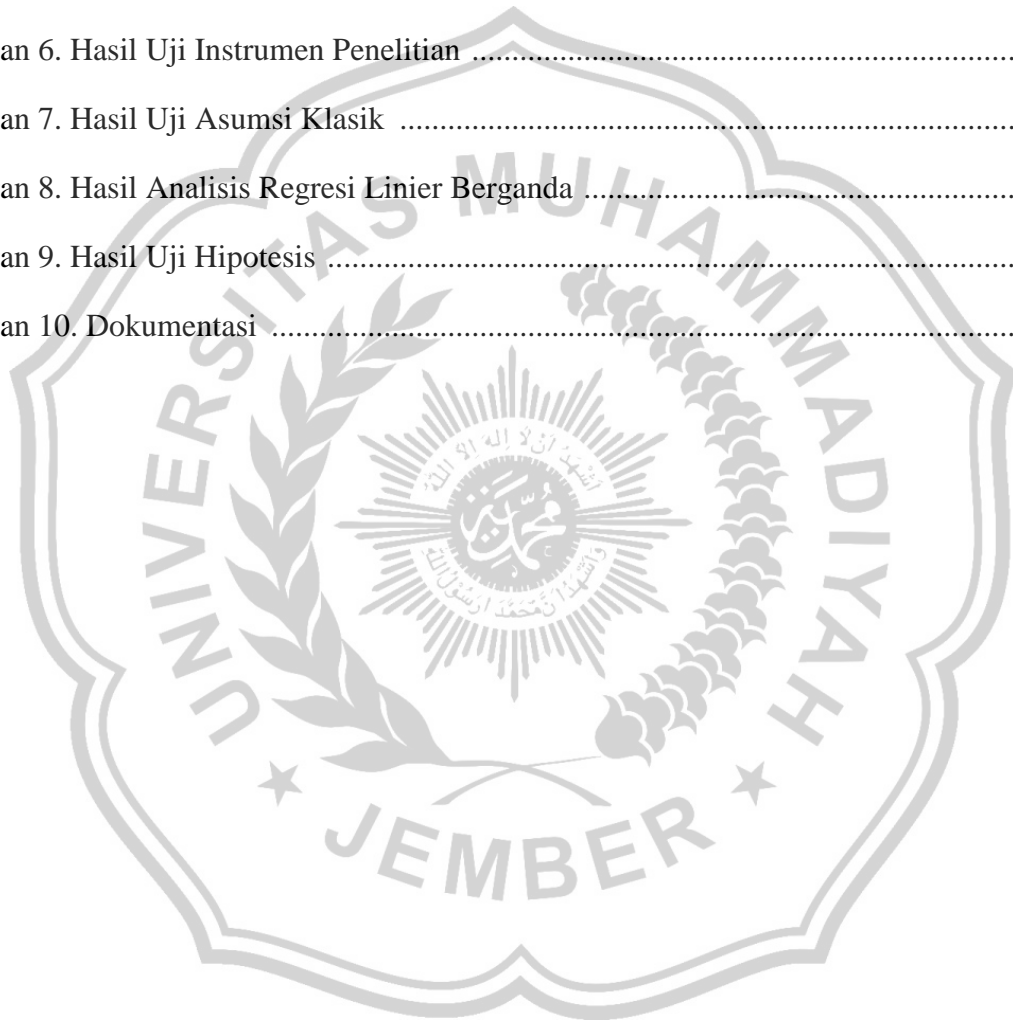 an 6. Hasil Uji Instrumen Penelitian ....................................................................
an 7. Hasil Uji Asumsi Klasik .............................................................................
an 8. Hasil Analisis Regresi Linier Berganda ......................................................
an 9. Hasil Uji Hipotesis ......................................................................................
an 10. Dokumentasi .............................................................................................
UNIVERSITAS MUHAMMADIYAH
JEMBER